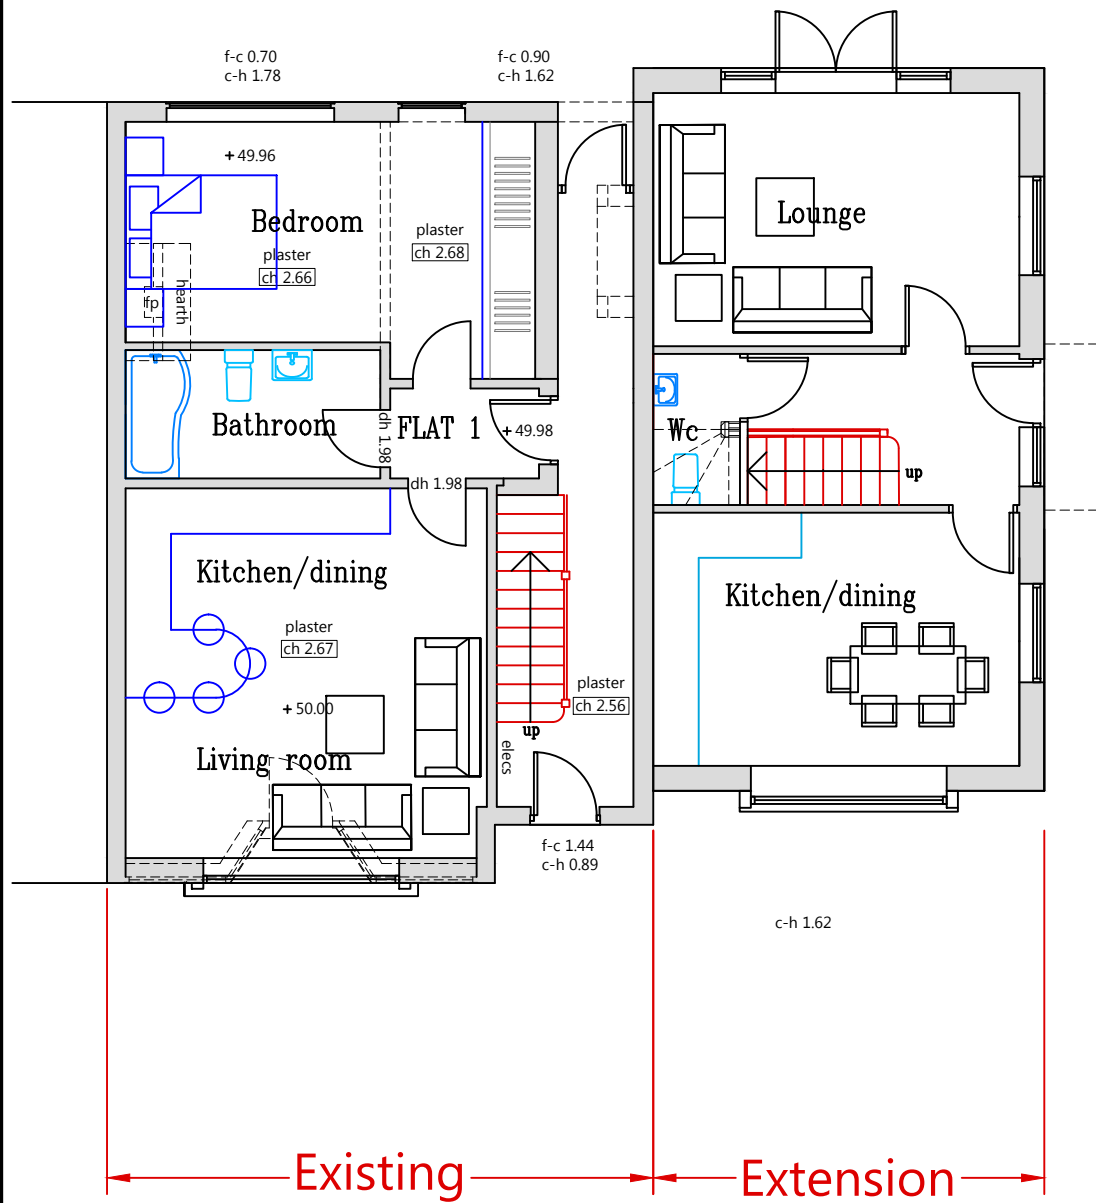 f-c 0.70
c-h 1.78
f-c 0.90
c-h 1.62
+ 49.96
Bedroom
plaster
ch 2.66
plaster
ch 2.68
hearth
fp
Lounge
Bathroom
dh 1.98
FLAT 1
+ 49.98
dh 1.98
Wc
up
Kitchen/dining
plaster
ch 2.67
+ 50.00
Living room
Kitchen/dining
plaster
ch 2.56
up
elecs
f-c 1.44
c-h 0.89
c-h 1.62
Existing
Extension